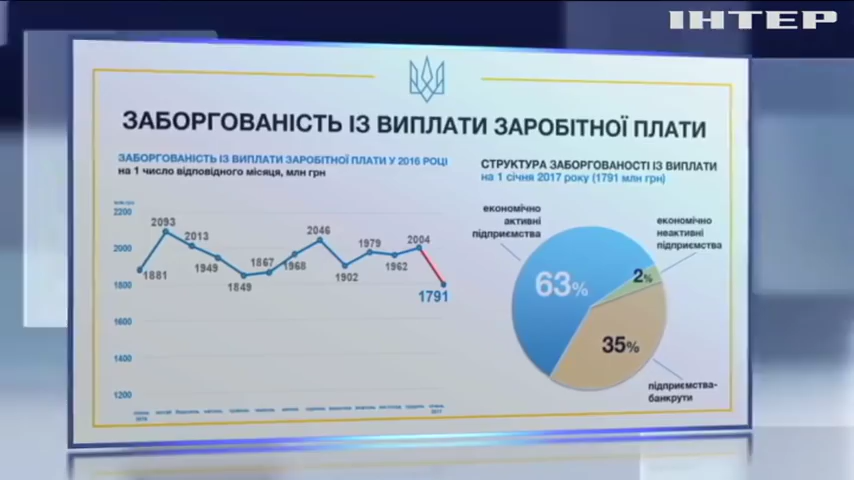 ІНТЕР
ЗАБОРГОВАНІСТЬ ІЗ ВИПЛАТИ ЗАРОБІТНОЇ ПЛАТИ
ЗАБОРГОВАНІСТЬ ІЗ ВИПЛАТИ ЗАРОБІТНОЇ ПЛАТИ У 2016 РОЦІ
на 1 число відповідного місяця, млн грн
2200
2000
1800
1600
1400
1200
1881
2093
2013
1949
1849
1867
1968
2046
1902
1979
1962
2004
1791
СТРУКТУРА ЗАБОРГОВАНОСТІ ІЗ ВИПЛАТИ
на 1 січня 2017 року (1791 млн грн)
економічно
активні
підприємства
економічно
неактивні
підприємства
63%
2%
35%
підприємства-
банкрути